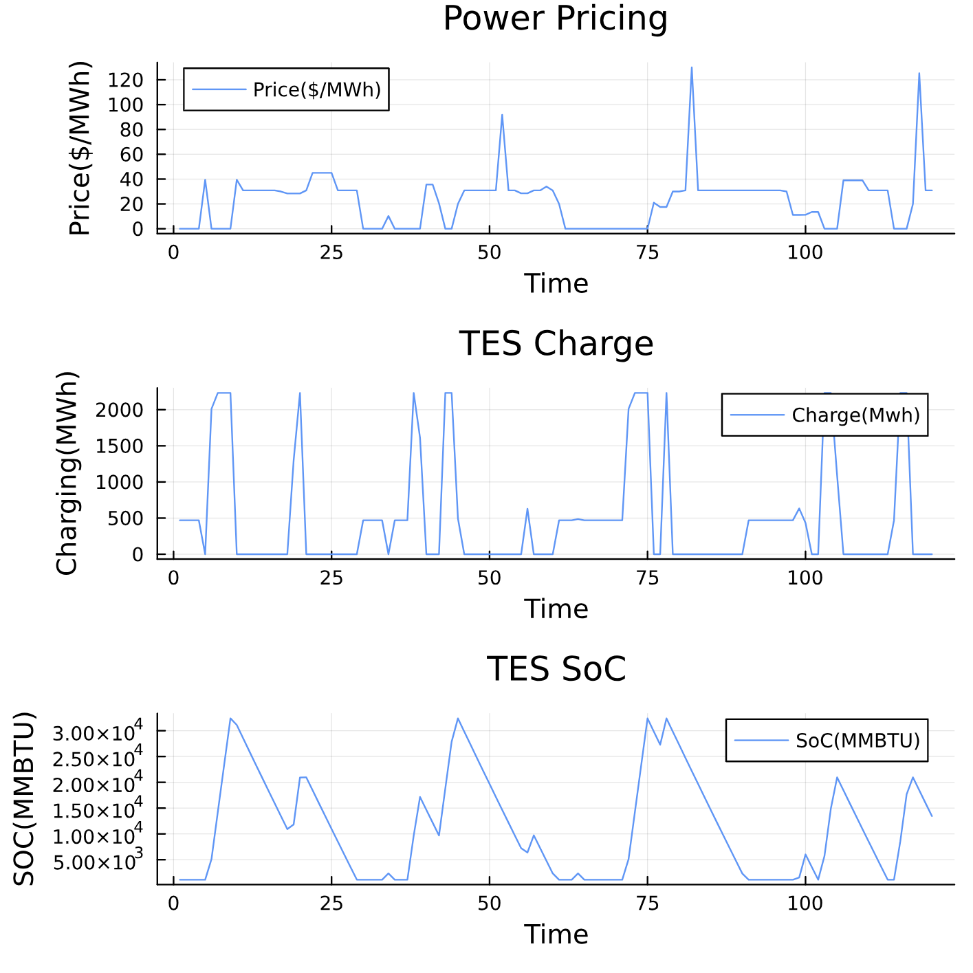 Power Pricing
Price($/MWh)
120
100
80
60
40
20
0
Price($/MWh)
0 25 50 75 100
Time
TES Charge
Charging(MWh)
2000
1500
1000
500
0
Charge(Mwh)
0 25 50 75 100
Time
TES SoC
SOC(MMBTU)
3.00×10⁴
2.50×10⁴
2.00×10⁴
1.50×10⁴
1.00×10⁴
5.00×10³
SoC(MMBTU)
0 25 50 75 100
Time